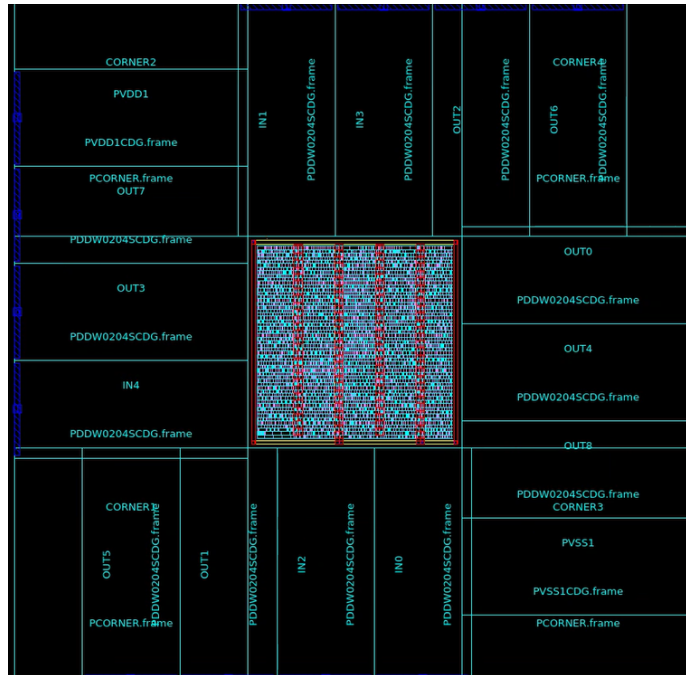 CORNER2
PVDD1
PVDD1CDG.frame
PCORNER.frame
OUT7
PDDW0204SCDG.frame
OUT3
PDDW0204SCDG.frame
IN4
PDDW0204SCDG.frame
IN1
PDDW0204SCDG.frame
IN3
PDDW0204SCDG.frame
OUT2
PDDW0204SCDG.frame
OUT6
PDDW0204SCDG.frame
CORNER4
PCORNER.frame
OUT0
PDDW0204SCDG.frame
OUT4
PDDW0204SCDG.frame
OUT8
PDDW0204SCDG.frame
CORNER3
PVSS1
PVSS1CDG.frame
PCORNER.frame
CORNER1
PCORNER.frame
OUT5
PDDW0204SCDG.frame
OUT1
PDDW0204SCDG.frame
IN2
PDDW0204SCDG.frame
IN0
PDDW0204SCDG.frame